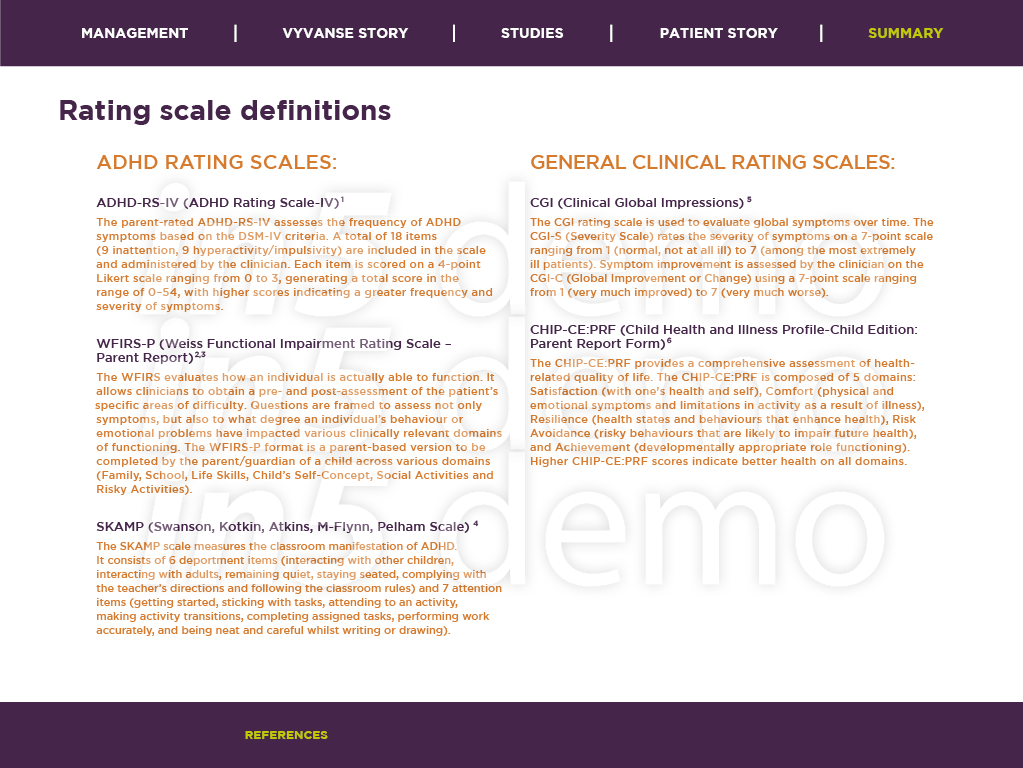 MANAGEMENT | VYVANSE STORY | STUDIES | PATIENT STORY | SUMMARY
Rating scale definitions
ADHD RATING SCALES:
ADHD-RS-IV (ADHD Rating Scale-IV)¹
The parent-rated ADHD-RS-IV assesses the frequency of ADHD
symptoms based on the DSM-IV criteria. A total of 18 items
(9 inattention, 9 hyperactivity/impulsivity) are included in the scale
and administered by the clinician. Each item is scored on a 4-point
Likert scale ranging from 0 to 3, generating a total score in the
range of 0–54, with higher scores indicating a greater frequency and
severity of symptoms.
WFIRS-P (Weiss Functional Impairment Rating Scale –
Parent Report)²,³
The WFIRS evaluates how an individual is actually able to function. It
allows clinicians to obtain a pre- and post-assessment of the patient's
specific areas of difficulty. Questions are framed to assess not only
symptoms, but also to what degree an individual's behaviour or
emotional problems have impacted various clinically relevant domains
of functioning. The WFIRS-P format is a parent-based version to be
completed by the parent/guardian of a child across various domains
(Family, School, Life Skills, Child's Self-Concept, Social Activities and
Risky Activities).
SKAMP (Swanson, Kotkin, Atkins, M-Flynn, Pelham Scale) ⁴
The SKAMP scale measures the classroom manifestation of ADHD.
It consists of 6 deportment items (interacting with other children,
interacting with adults, remaining quiet, staying seated, complying with
the teacher's directions and following the classroom rules) and 7 attention
items (getting started, sticking with tasks, attending to an activity,
making activity transitions, completing assigned tasks, performing work
accurately, and being neat and careful whilst writing or drawing).
GENERAL CLINICAL RATING SCALES:
CGI (Clinical Global Impressions) ⁵
The CGI rating scale is used to evaluate global symptoms over time. The
CGI-S (Severity Scale) rates the severity of symptoms on a 7-point scale
ranging from 1 (normal, not at all ill) to 7 (among the most extremely
ill patients). Symptom improvement is assessed by the clinician on the
CGI-C (Global Improvement or Change) using a 7-point scale ranging
from 1 (very much improved) to 7 (very much worse).
CHIP-CE:PRF (Child Health and Illness Profile-Child Edition:
Parent Report Form)⁶
The CHIP-CE:PRF provides a comprehensive assessment of health-
related quality of life. The CHIP-CE:PRF is composed of 5 domains:
Satisfaction (with one's health and self), Comfort (physical and
emotional symptoms and limitations in activity as a result of illness),
Resilience (health states and behaviours that enhance health), Risk
Avoidance (risky behaviours that are likely to impair future health),
and Achievement (developmentally appropriate role functioning).
Higher CHIP-CE:PRF scores indicate better health on all domains.
in5 demo
in5 demo
in5 demo
REFERENCES